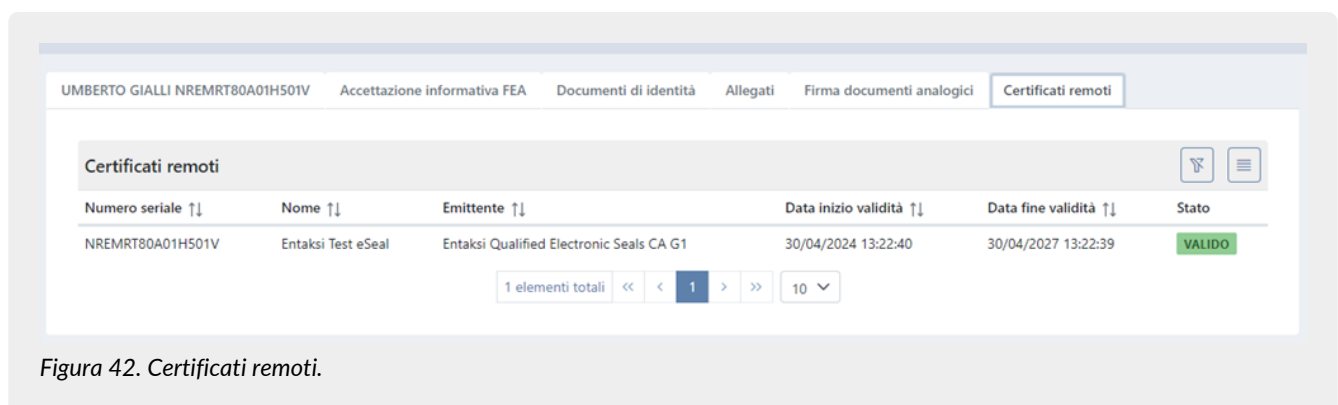 UMBERTO GIALLI NREMRT80A01H501V Accettazione informativa FEA Documenti di identità Allegati Firma documenti analogici Certificati remoti
Certificati remoti
Numero seriale ↑↓ Nome ↑↓ Emittente ↑↓ Data inizio validità ↑↓ Data fine validità ↑↓ Stato
NREMRT80A01H501V Entaksi Test eSeal Entaksi Qualified Electronic Seals CA G1 30/04/2024 13:22:40 30/04/2027 13:22:39 VALIDO
1 elementi totali « ‹ 1 › » 10
Figura 42. Certificati remoti.